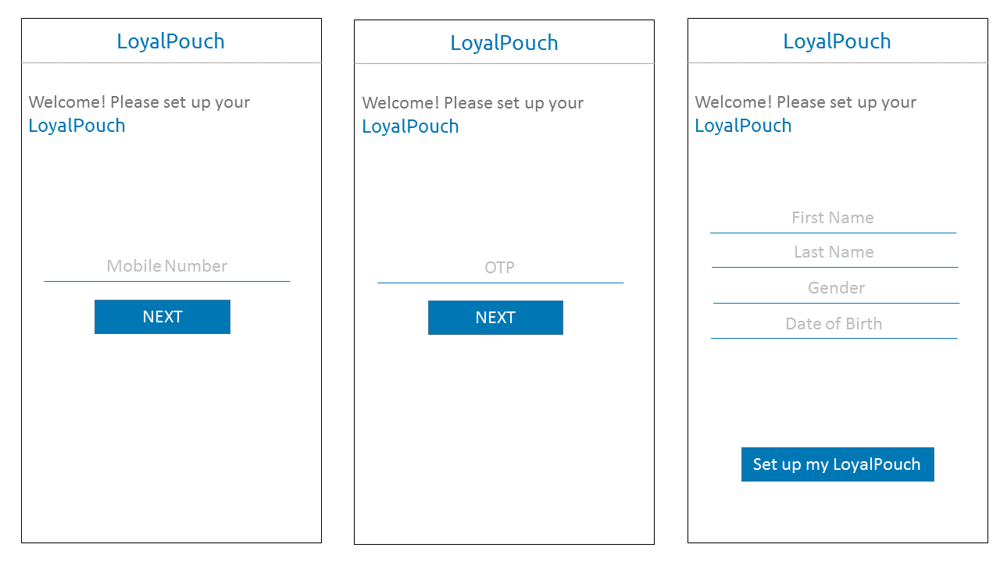 LoyalPouch
Welcome! Please set up your
LoyalPouch
Mobile Number
NEXT
LoyalPouch
Welcome! Please set up your
LoyalPouch
OTP
NEXT
LoyalPouch
Welcome! Please set up your
LoyalPouch
First Name
Last Name
Gender
Date of Birth
Set up my LoyalPouch